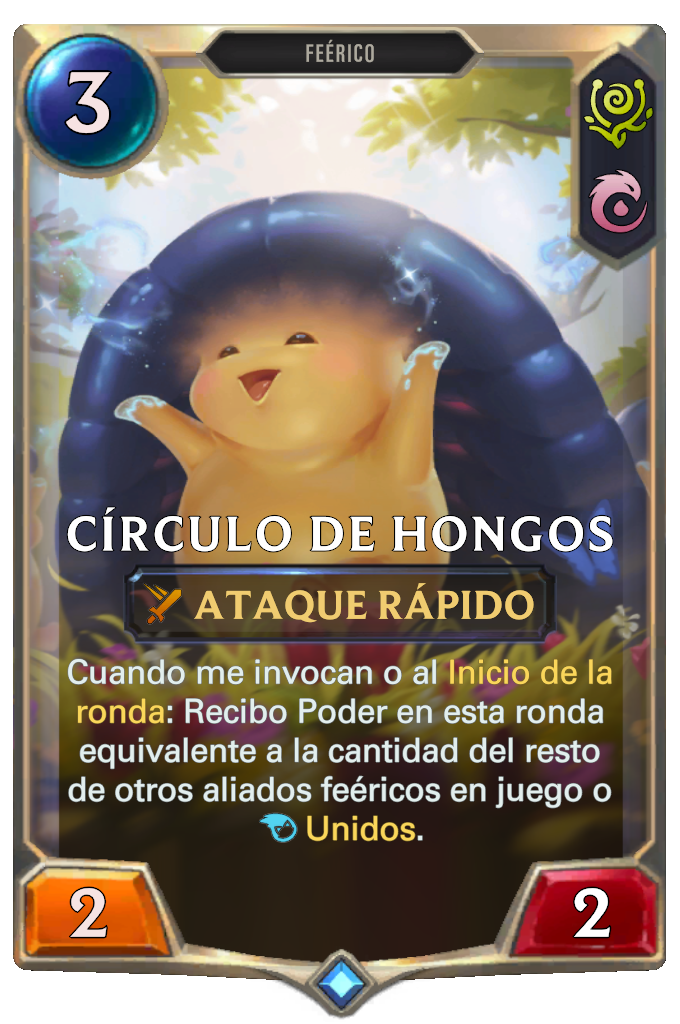 FEÉRICO
3
CÍRCULO DE HONGOS
ATAQUE RÁPIDO
Cuando me invocan o al Inicio de la
ronda: Recibo Poder en esta ronda
equivalente a la cantidad del resto
de otros aliados feéricos en juego o
Unidos.
2
2